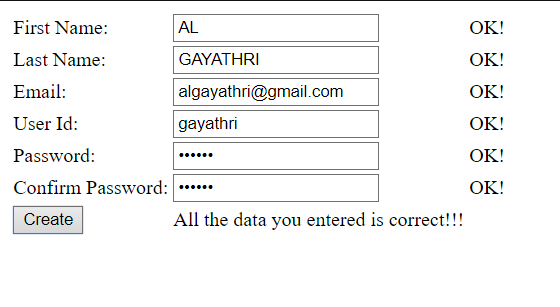 First Name: AL OK!
Last Name: GAYATHRI OK!
Email: algayathri@gmail.com OK!
User Id: gayathri OK!
Password: •••••• OK!
Confirm Password: •••••• OK!
Create All the data you entered is correct!!!